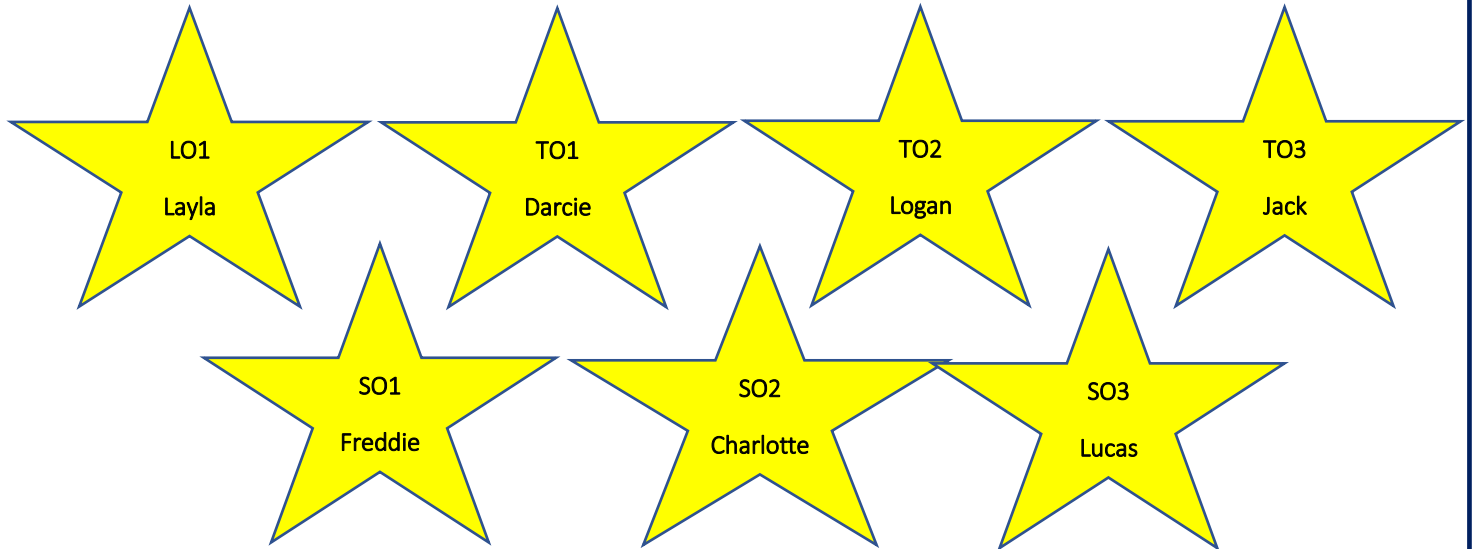 LO1
Layla
TO1
Darcie
TO2
Logan
TO3
Jack
SO1
Freddie
SO2
Charlotte
SO3
Lucas